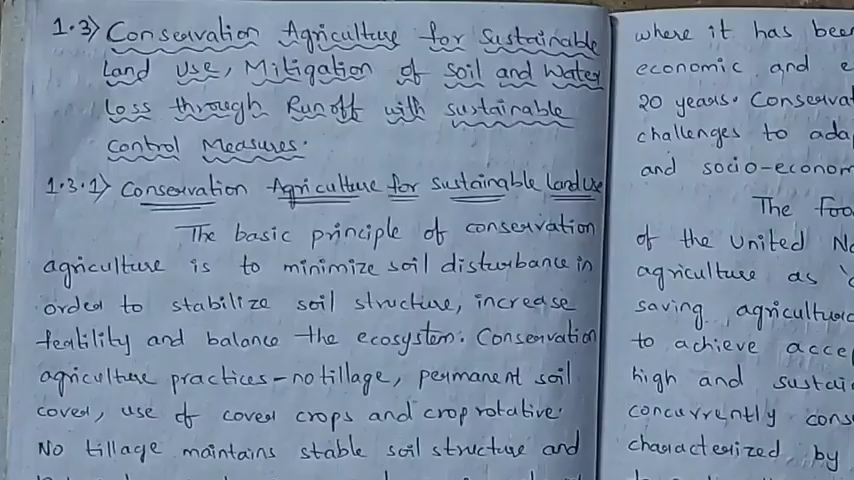 1.3) Conservation Agriculture for Sustainable
Land Use, Mitigation of Soil and Water
Loss through Runoff with sustainable
control Measures.
1.3.1) Conservation Agriculture for sustainable land use
The basic principle of conservation
agriculture is to minimize soil disturbance in
order to stabilize soil structure, increase
fertility and balance the ecosystem. Conservation
agriculture practices - no tillage, permanent soil
cover, use of cover crops and crop rotative.
No tillage maintains stable soil structure and
where it has been
economic and e
20 years. Conservat
challenges to ada
and socio-econom
The Foo
of the United Na
agriculture as
saving agricultura
to achieve accep
high and sustai
concurrently cons
characterized by